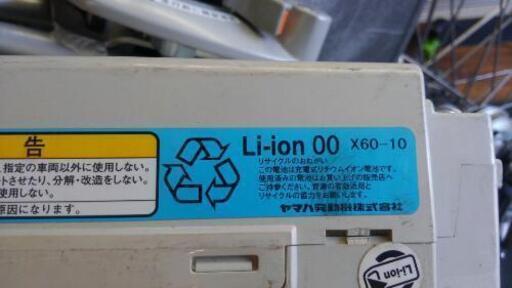 告
指定の車両以外に使用しない。
トさせたり、分解・改造をしない。
使用しない。
原因になります。
Li-ion 00 X60-10
リサイクルのおねがい
この電池は充電式リチウムイオン電池です。
使用済みの電池はお買い上げの販売店へ
ご持参ください。資源の有効活用と
リサイクルの協力をお願いします。
ヤマハ発動機株式会社
Li-ion